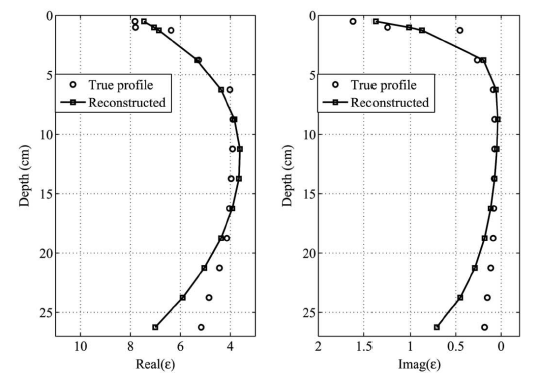 0
5
10
15
20
25
Depth (cm)
True profile
Reconstructed
10
8
6
4
Real(ε)
0
5
10
15
20
25
Depth (cm)
True profile
Reconstructed
2
1.5
1
0.5
0
Imag(ε)